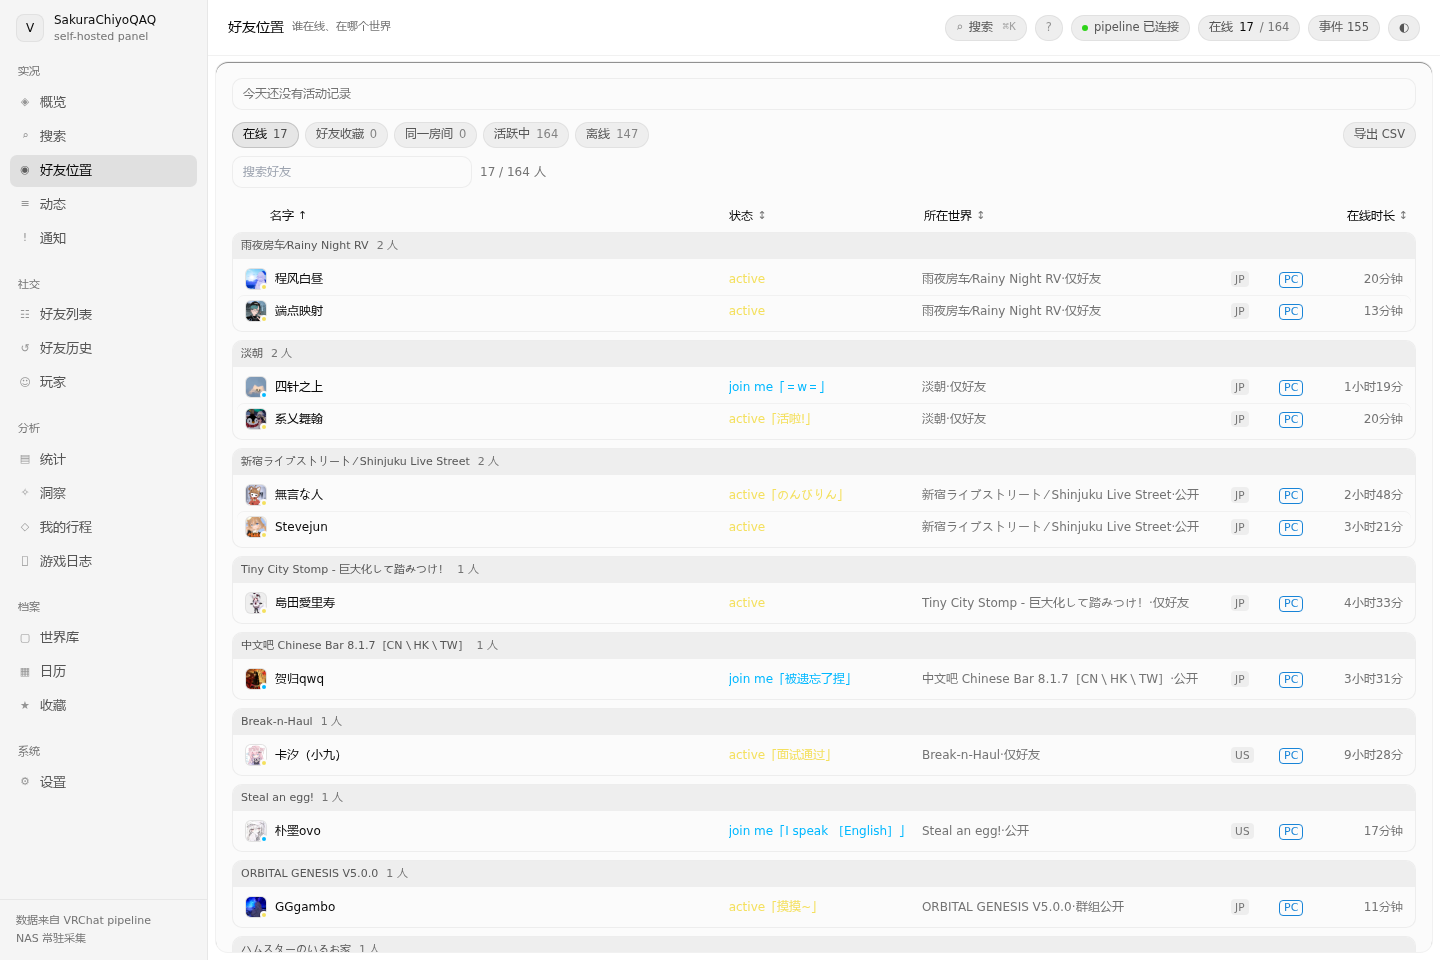 V
SakuraChiyoQAQ
self-hosted panel
实况
概览
搜索
好友位置
动态
通知
社交
好友列表
好友历史
玩家
分析
统计
洞察
我的行程
游戏日志
档案
世界库
日历
收藏
系统
设置
数据来自 VRChat pipeline
NAS 常驻采集
好友位置 谁在线、在哪个世界
搜索 ⌘K
?
pipeline 已连接
在线 17 / 164
事件 155
今天还没有活动记录
在线 17
好友收藏 0
同一房间 0
活跃中 164
离线 147
导出 CSV
搜索好友
17 / 164 人
名字 ↑ 状态 ↕ 所在世界 ↕ 在线时长 ↕
雨夜房车⁄Rainy Night RV 2 人
程风白昼 active 雨夜房车⁄Rainy Night RV·仅好友 JP PC 20分钟
端点映射 active 雨夜房车⁄Rainy Night RV·仅好友 JP PC 13分钟
淡朝 2 人
四针之上 join me「＝w＝」 淡朝·仅好友 JP PC 1小时19分
系乂舞翰 active「活啦!」 淡朝·仅好友 JP PC 20分钟
新宿ライブストリート ⁄ Shinjuku Live Street 2 人
無言な人 active「のんびりん」 新宿ライブストリート ⁄ Shinjuku Live Street·公开 JP PC 2小时48分
Stevejun active 新宿ライブストリート ⁄ Shinjuku Live Street·公开 JP PC 3小时21分
Tiny City Stomp - 巨大化して踏みつけ！ 1 人
島田愛里寿 active Tiny City Stomp - 巨大化して踏みつけ！·仅好友 JP PC 4小时33分
中文吧 Chinese Bar 8.1.7［CN \ HK \ TW］ 1 人
贺归qwq join me「被遗忘了捏」 中文吧 Chinese Bar 8.1.7［CN \ HK \ TW］·公开 JP PC 3小时31分
Break-n-Haul 1 人
卡汐（小九） active「面试通过」 Break-n-Haul·仅好友 US PC 9小时28分
Steal an egg! 1 人
朴墨ovo join me「I speak ［English］」 Steal an egg!·公开 US PC 17分钟
ORBITAL GENESIS V5.0.0 1 人
GGgambo active「摸摸~」 ORBITAL GENESIS V5.0.0·群组公开 JP PC 11分钟
ハムスターのいるお家 1 人